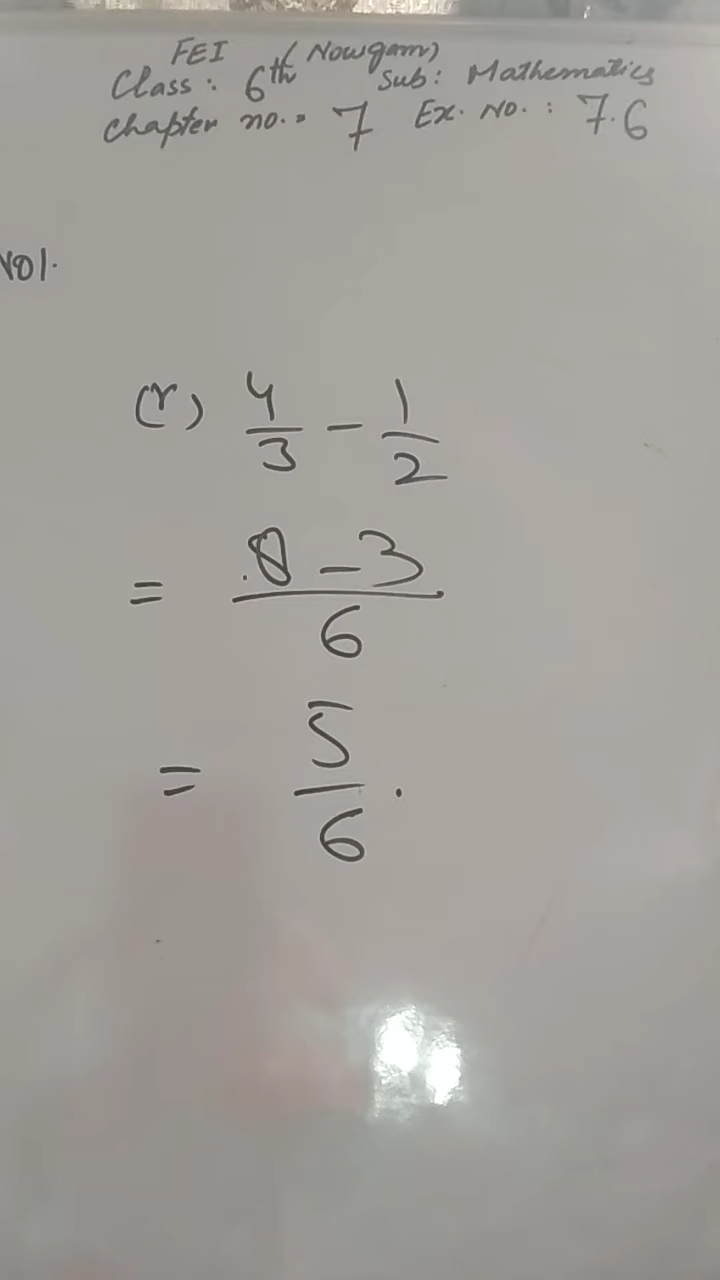 FEI (Nowgam)
Class: 6th Sub: Mathematics
Chapter no.= 7 Ex. No.: 7.6
No1.
(r) 4/3 - 1/2
= 8-3/6
= 5/6.